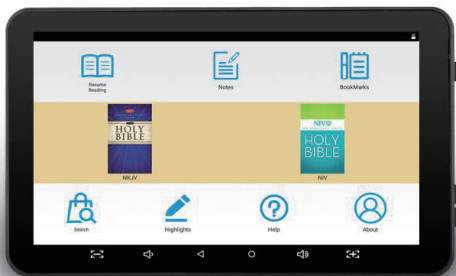 Resume
Reading
Notes
BookMarks
HOLY
BIBLE
NKJV
NIV
HOLY
BIBLE
NIV
Search
Highlights
Help
About